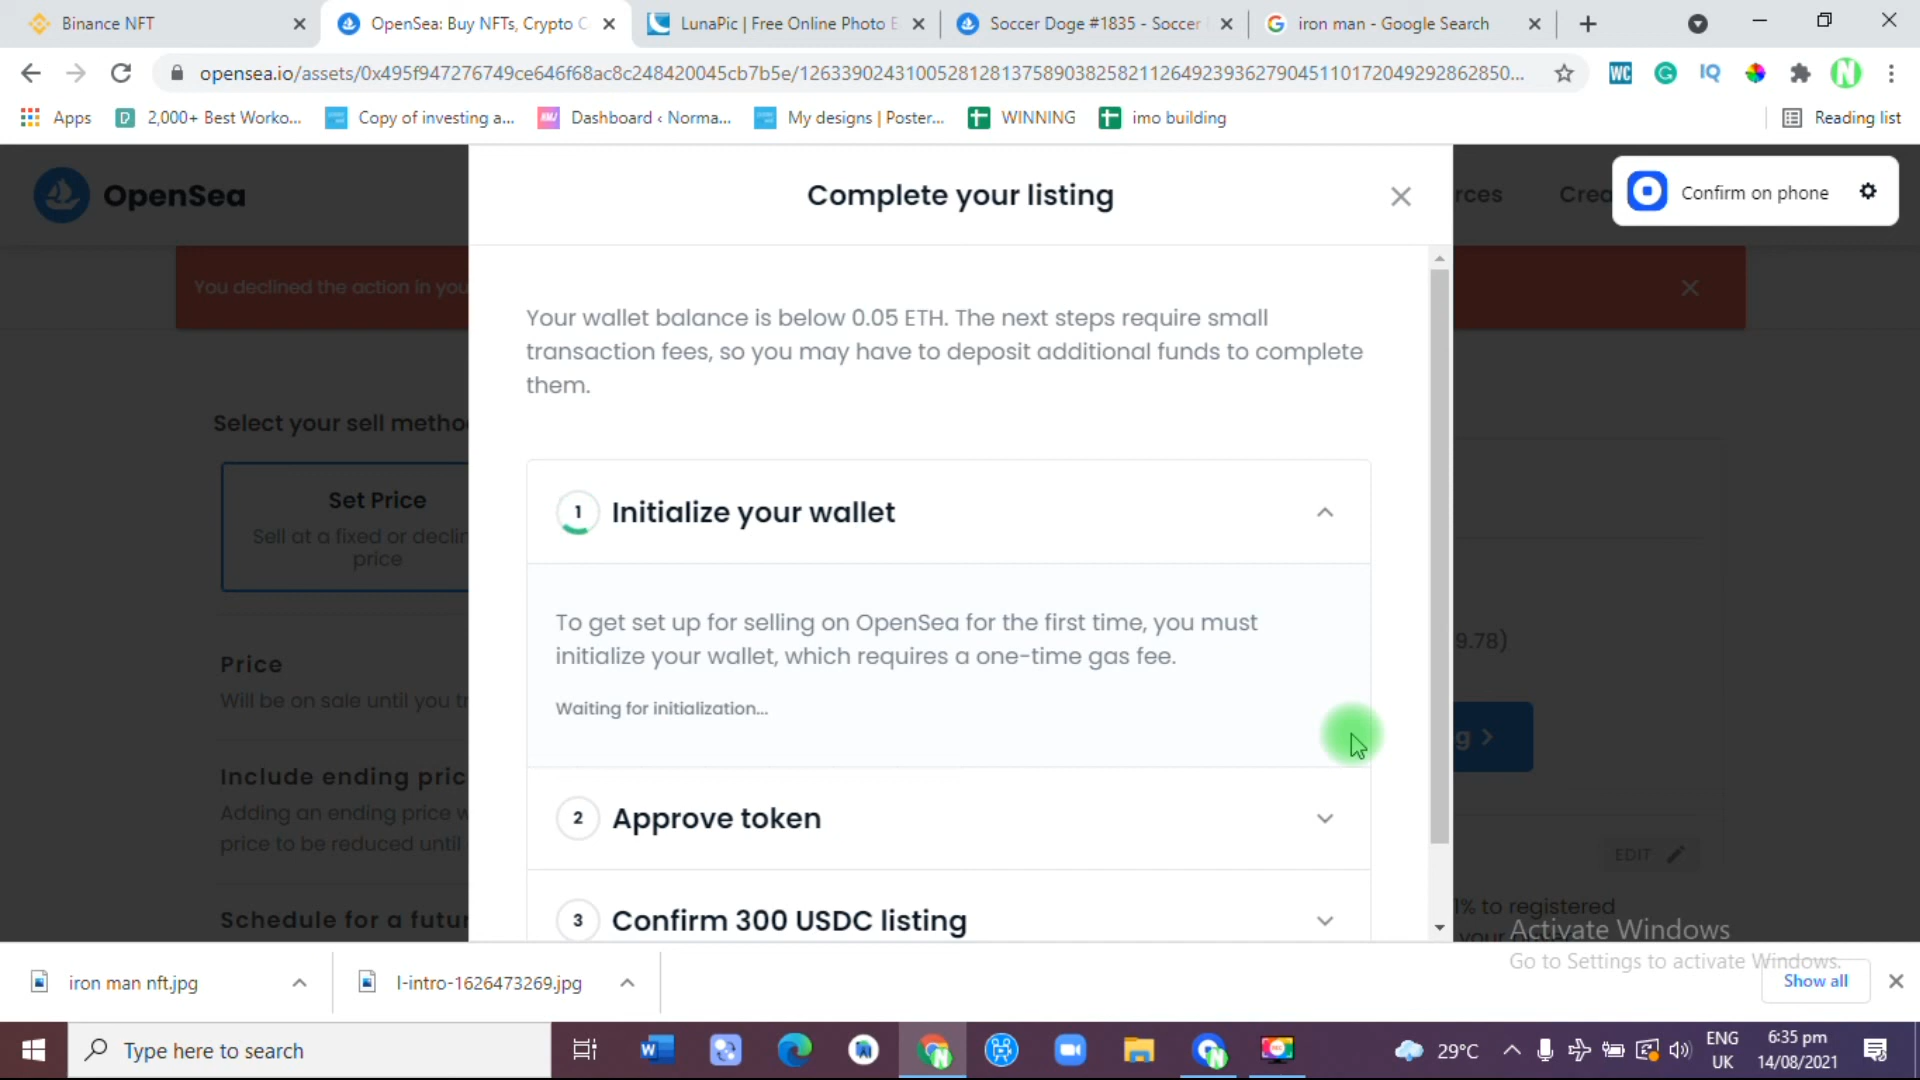 Binance NFT
OpenSea: Buy NFTs, Crypto C
LunaPic | Free Online Photo E
Soccer Doge #1835 - Soccer
iron man - Google Search
opensea.io/assets/0x495f947276749ce646f68ac8c248420045cb7b5e/1263390243100528128137589038258211264923936279045110172049292862850...
WC
IQ
N
Apps
2,000+ Best Worko...
Copy of investing a...
Dashboard ‹ Norma...
My designs | Poster...
WINNING
imo building
Reading list
OpenSea
Complete your listing
rces
Crea
Confirm on phone
You declined the action in you
Your wallet balance is below 0.05 ETH. The next steps require small
transaction fees, so you may have to deposit additional funds to complete
them.
Select your sell metho
Set Price
Sell at a fixed or declin
price
1 Initialize your wallet
To get set up for selling on OpenSea for the first time, you must
initialize your wallet, which requires a one-time gas fee.
Waiting for initialization...
9.78)
g
Price
Will be on sale until you tr
Include ending pric
Adding an ending price w
price to be reduced until
2 Approve token
EDIT
Schedule for a futur
3 Confirm 300 USDC listing
1% to registered
Activate Windows
Go to Settings to activate Windows.
iron man nft.jpg
l-intro-1626473269.jpg
Show all
Type here to search
29°C
ENG
UK
6:35 pm
14/08/2021